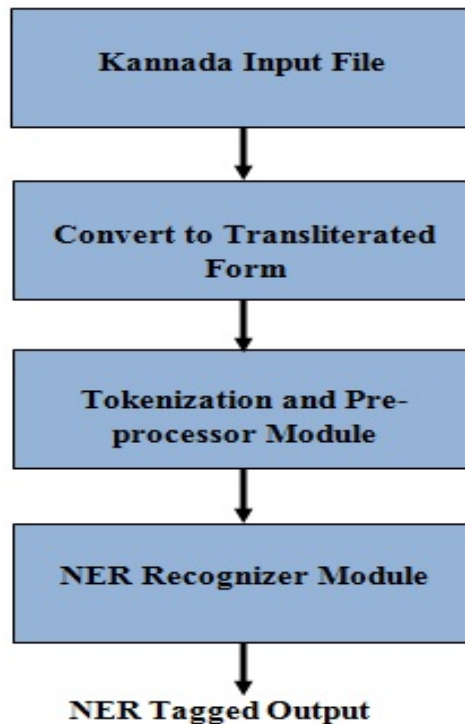 Kannada Input File
Convert to Transliterated
Form
Tokenization and Pre-
processor Module
NER Recognizer Module
NER Tagged Output